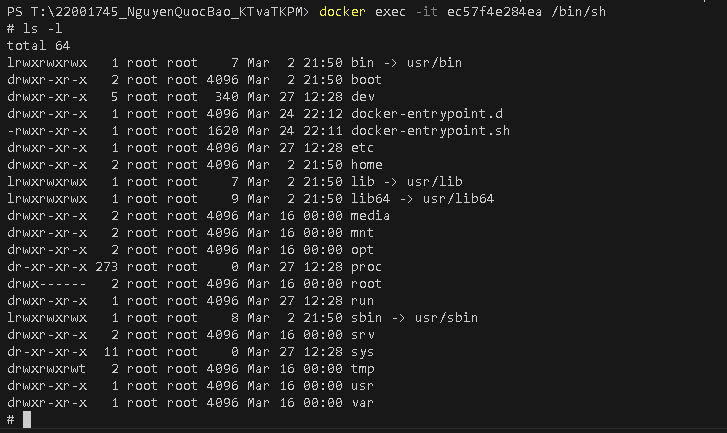 PS T:\22001745_NguyenQuocBao_KTvaTKPM> docker exec -it ec57f4e284ea /bin/sh
# ls -l
total 64
lrwxrwxrwx   1 root root    7 Mar  2 21:50 bin -> usr/bin
drwxr-xr-x   2 root root 4096 Mar  2 21:50 boot
drwxr-xr-x   5 root root  340 Mar 27 12:28 dev
drwxr-xr-x   1 root root 4096 Mar 24 22:12 docker-entrypoint.d
-rwxr-xr-x   1 root root 1620 Mar 24 22:11 docker-entrypoint.sh
drwxr-xr-x   1 root root 4096 Mar 27 12:28 etc
drwxr-xr-x   2 root root 4096 Mar  2 21:50 home
lrwxrwxrwx   1 root root    7 Mar  2 21:50 lib -> usr/lib
lrwxrwxrwx   1 root root    9 Mar  2 21:50 lib64 -> usr/lib64
drwxr-xr-x   2 root root 4096 Mar 16 00:00 media
drwxr-xr-x   2 root root 4096 Mar 16 00:00 mnt
drwxr-xr-x   2 root root 4096 Mar 16 00:00 opt
dr-xr-xr-x 273 root root    0 Mar 27 12:28 proc
drwx------   2 root root 4096 Mar 16 00:00 root
drwxr-xr-x   1 root root 4096 Mar 27 12:28 run
lrwxrwxrwx   1 root root    8 Mar  2 21:50 sbin -> usr/sbin
drwxr-xr-x   2 root root 4096 Mar 16 00:00 srv
dr-xr-xr-x  11 root root    0 Mar 27 12:28 sys
drwxrwxrwt   2 root root 4096 Mar 16 00:00 tmp
drwxr-xr-x   1 root root 4096 Mar 16 00:00 usr
drwxr-xr-x   1 root root 4096 Mar 16 00:00 var
#